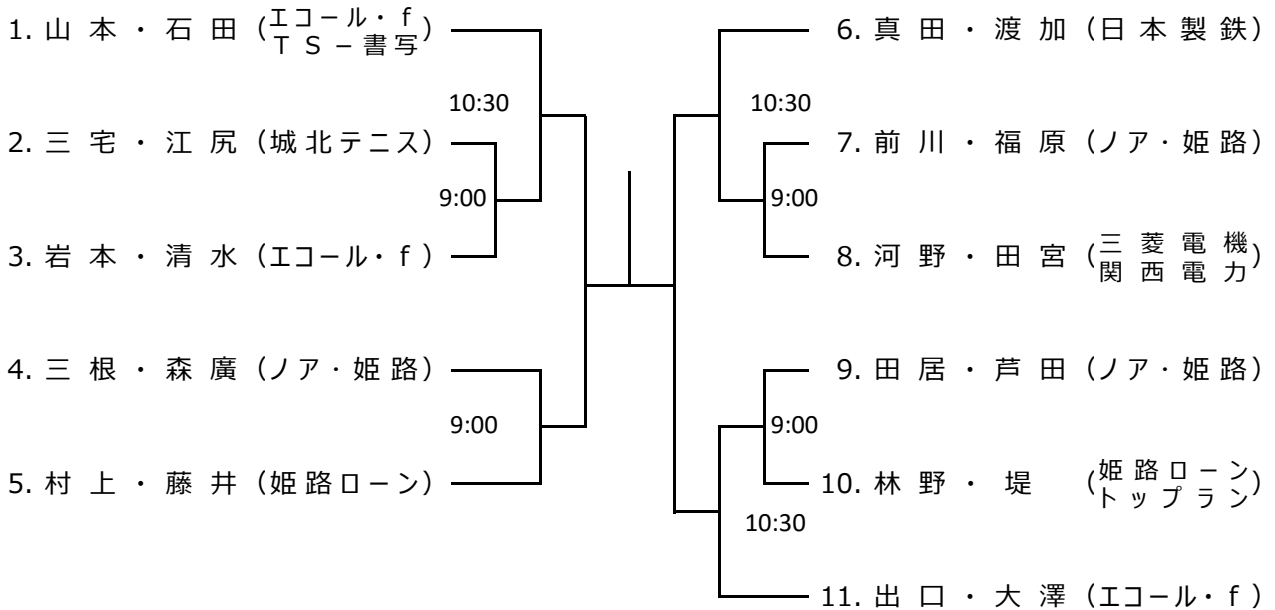 1. 山本・石田 (エコール・f TS－書写)
10:30
2. 三宅・江尻 (城北テニス)
9:00
3. 岩本・清水 (エコール・f)
4. 三根・森廣 (ノア・姫路)
9:00
5. 村上・藤井 (姫路ローン)
6. 真田・渡加 (日本製鉄)
10:30
7. 前川・福原 (ノア・姫路)
9:00
8. 河野・田宮 (三菱電機 関西電力)
9. 田居・芦田 (ノア・姫路)
9:00
10. 林野・堤 (姫路ローン トップラン)
10:30
11. 出口・大澤 (エコール・f)